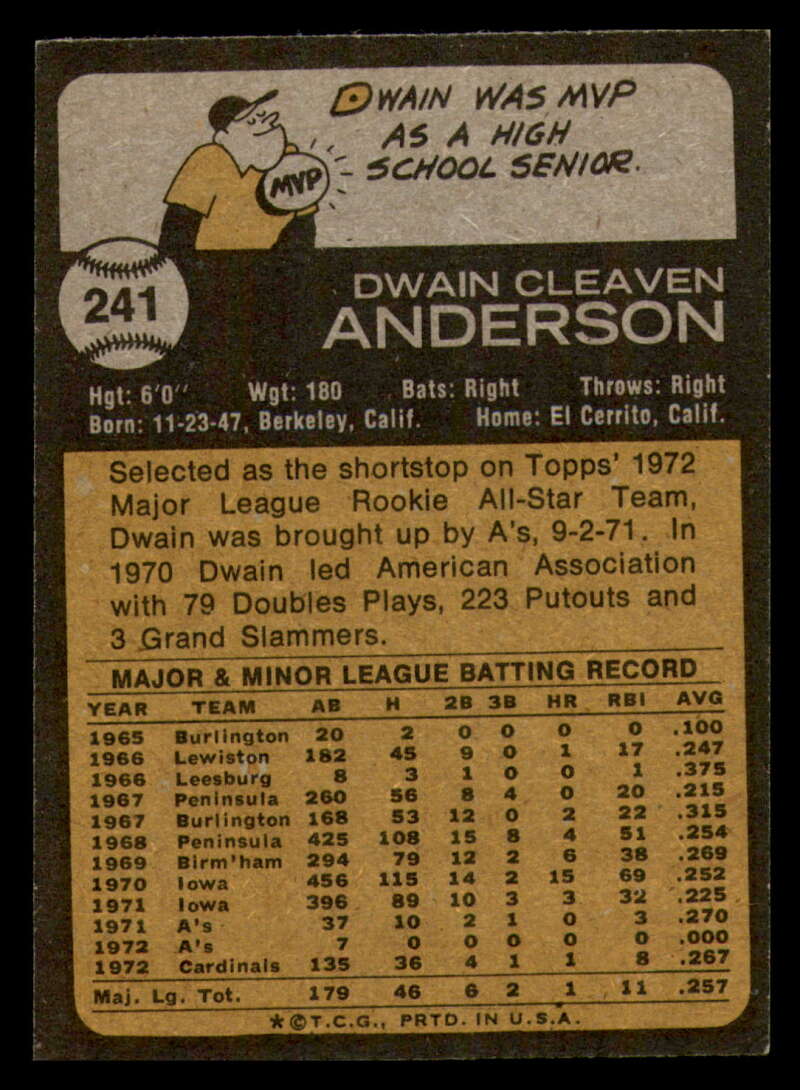 DWAIN WAS MVP
AS A HIGH
SCHOOL SENIOR.
MVP
241
DWAIN CLEAVEN
ANDERSON
Hgt: 6'0" Wgt: 180 Bats: Right Throws: Right
Born: 11-23-47, Berkeley, Calif. Home: El Cerrito, Calif.
Selected as the shortstop on Topps' 1972
Major League Rookie All-Star Team,
Dwain was brought up by A's, 9-2-71. In
1970 Dwain led American Association
with 79 Doubles Plays, 223 Putouts and
3 Grand Slammers.
MAJOR & MINOR LEAGUE BATTING RECORD
YEAR TEAM AB H 2B 3B HR RBI AVG
1965 Burlington 20 2 0 0 0 0 .100
1966 Lewiston 182 45 9 0 1 17 .247
1966 Leesburg 8 3 1 0 0 1 .375
1967 Peninsula 260 56 8 4 0 20 .215
1967 Burlington 168 53 12 0 2 22 .315
1968 Peninsula 425 108 15 8 4 51 .254
1969 Birm'ham 294 79 12 2 6 38 .269
1970 Iowa 456 115 14 2 15 69 .252
1971 Iowa 396 89 10 3 3 32 .225
1971 A's 37 10 2 1 0 3 .270
1972 A's 7 0 0 0 0 0 .000
1972 Cardinals 135 36 4 1 1 8 .267
Maj. Lg. Tot. 179 46 6 2 1 11 .257
★©T.C.G., PRTD. IN U.S.A.